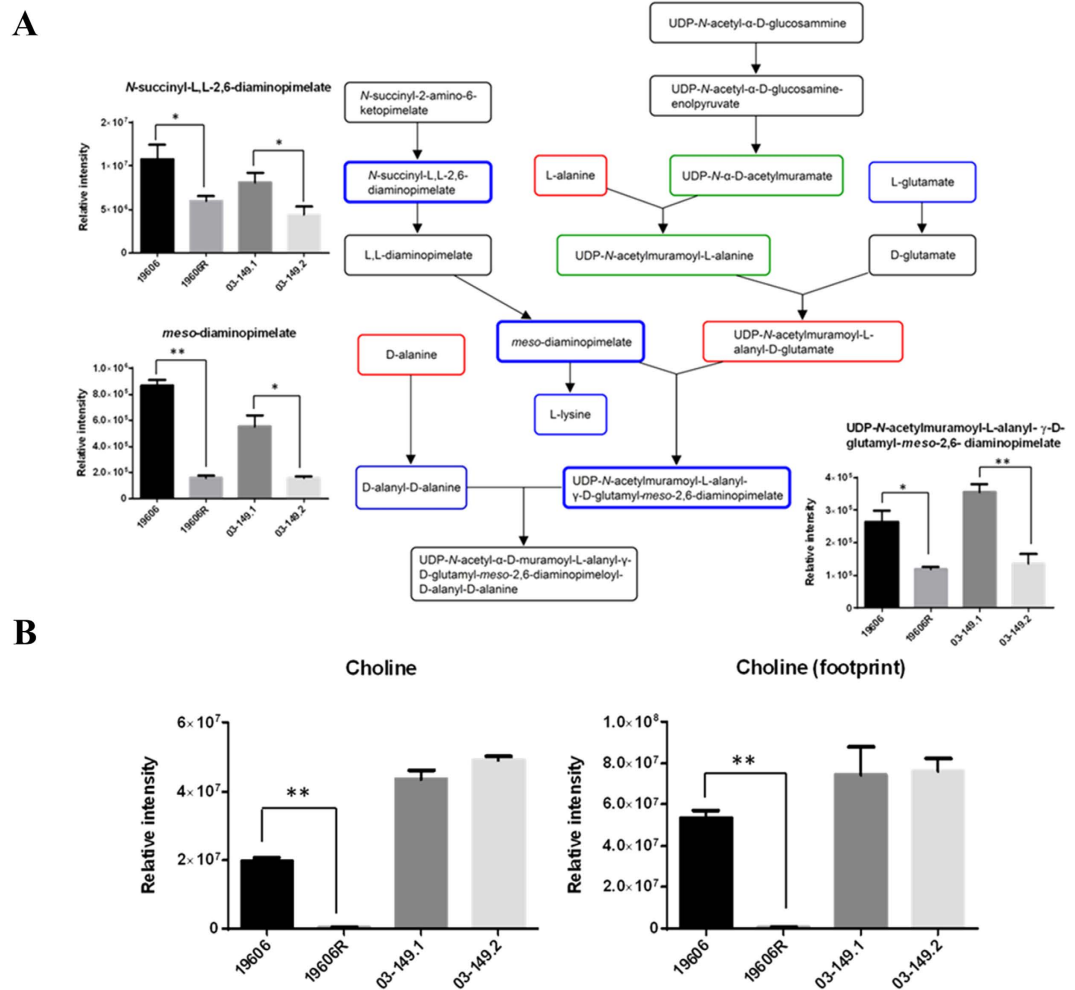 A
N-succinyl-L,L-2,6-diaminopimelate
Relative intensity
2×10⁷
1×10⁷
5×10⁶
0
*
*
19606
19606R
03-149.1
03-149.2
meso-diaminopimelate
Relative intensity
1.0×10⁶
8.0×10⁵
6.0×10⁵
4.0×10⁵
2.0×10⁵
0
**
*
19606
19606R
03-149.1
03-149.2
UDP-N-acetyl-α-D-glucosammine
N-succinyl-2-amino-6-
ketopimelate
UDP-N-acetyl-α-D-glucosamine-
enolpyruvate
N-succinyl-L,L-2,6-
diaminopimelate
L-alanine
UDP-N-α-D-acetylmuramate
L-glutamate
L,L-diaminopimelate
UDP-N-acetylmuramoyl-L-alanine
D-glutamate
D-alanine
meso-diaminopimelate
UDP-N-acetylmuramoyl-L-
alanyl-D-glutamate
L-lysine
D-alanyl-D-alanine
UDP-N-acetylmuramoyl-L-alanyl-
γ-D-glutamyl-meso-2,6-diaminopimelate
UDP-N-acetyl-α-D-muramoyl-L-alanyl-γ-
D-glutamyl-meso-2,6-diaminopimeloyl-
D-alanyl-D-alanine
UDP-N-acetylmuramoyl-L-alanyl- γ-D-
glutamyl-meso-2,6- diaminopimelate
Relative intensity
4×10⁵
3×10⁵
2×10⁵
1×10⁵
0
*
**
19606
19606R
03-149.1
03-149.2
B
Choline
Relative intensity
6×10⁷
4×10⁷
2×10⁷
0
**
19606
19606R
03-149.1
03-149.2
Choline (footprint)
Relative intensity
1.0×10⁸
8.0×10⁷
6.0×10⁷
4.0×10⁷
2.0×10⁷
0
**
19606
19606R
03-149.1
03-149.2